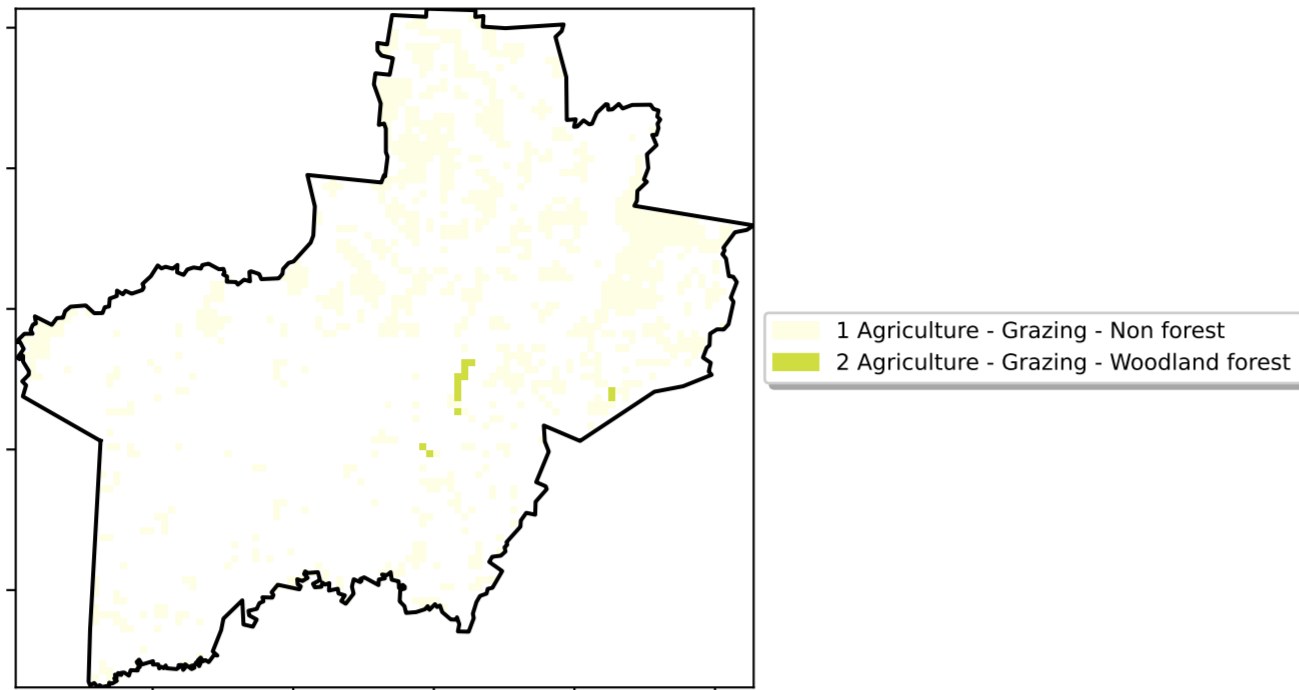 1 Agriculture - Grazing - Non forest
2 Agriculture - Grazing - Woodland forest